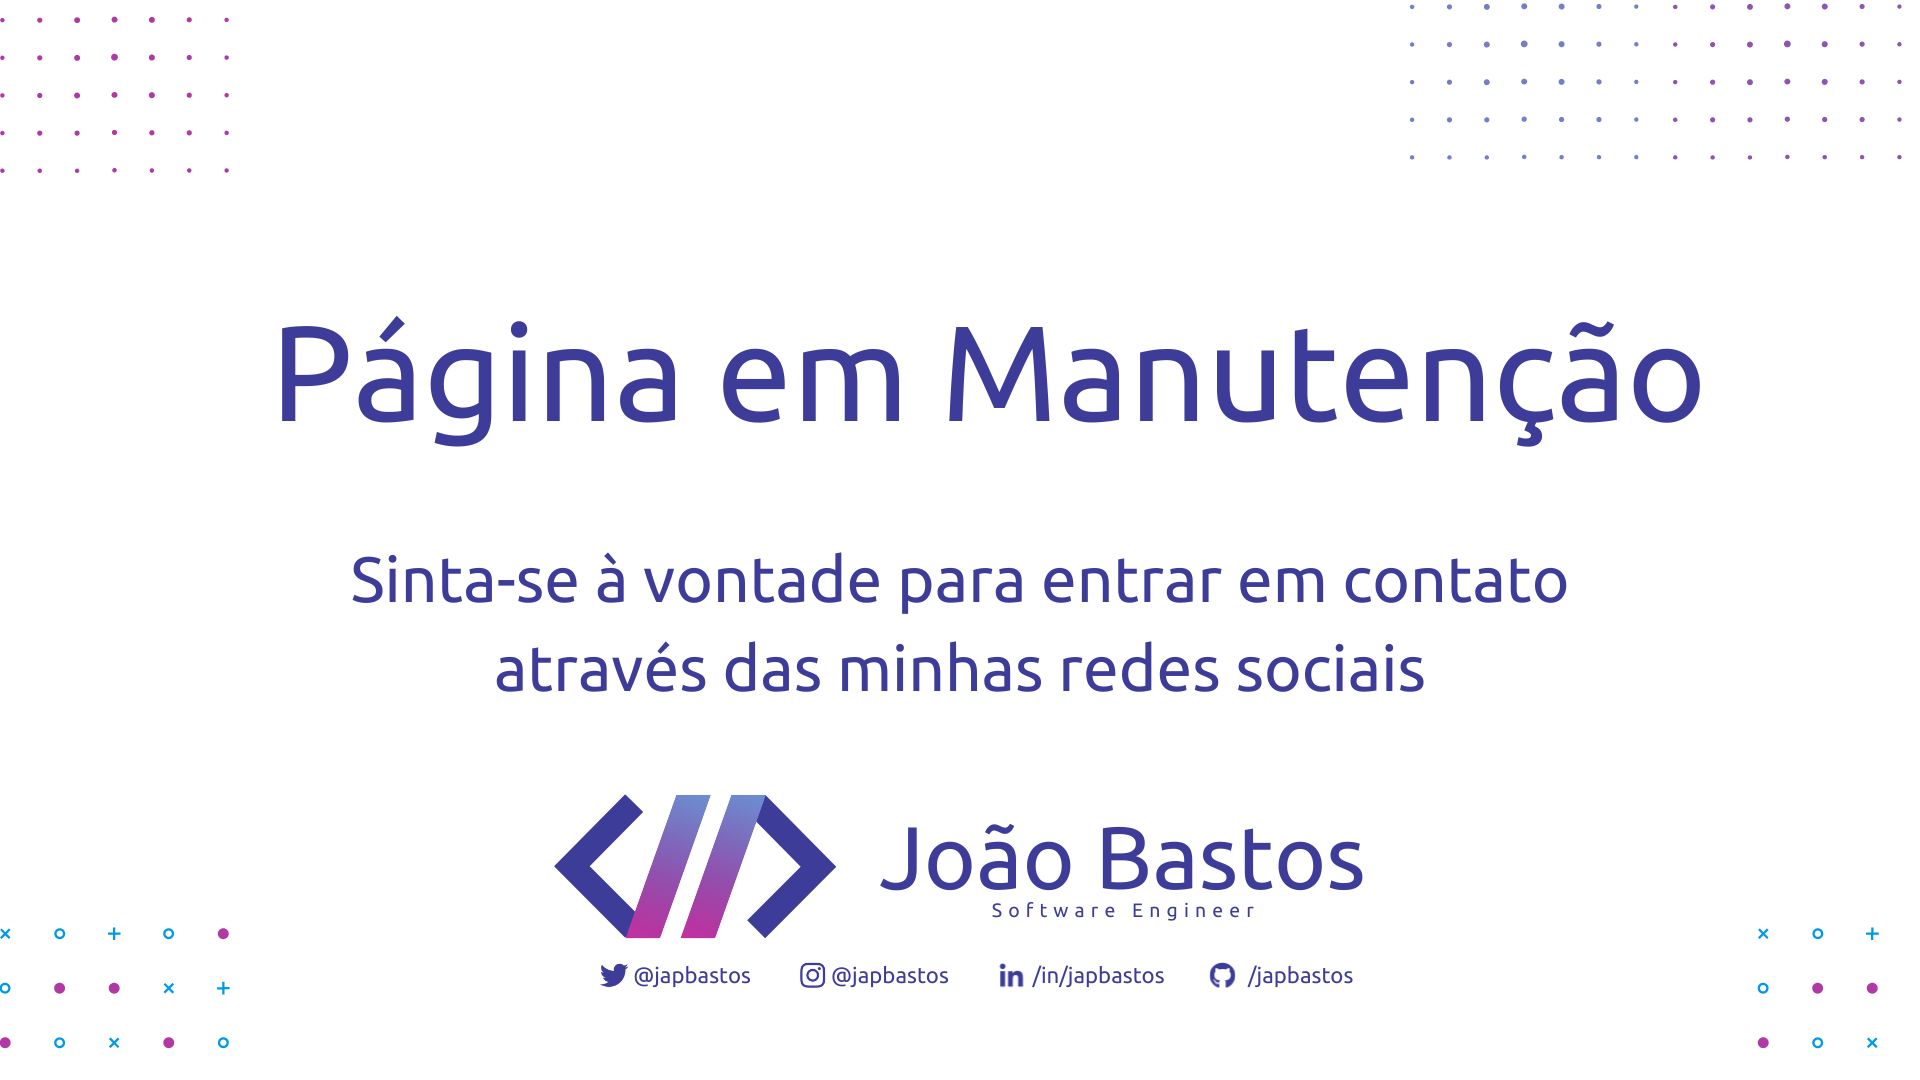 Página em Manutenção
Sinta-se à vontade para entrar em contato
através das minhas redes sociais
João Bastos
Software Engineer
@japbastos @japbastos /in/japbastos /japbastos